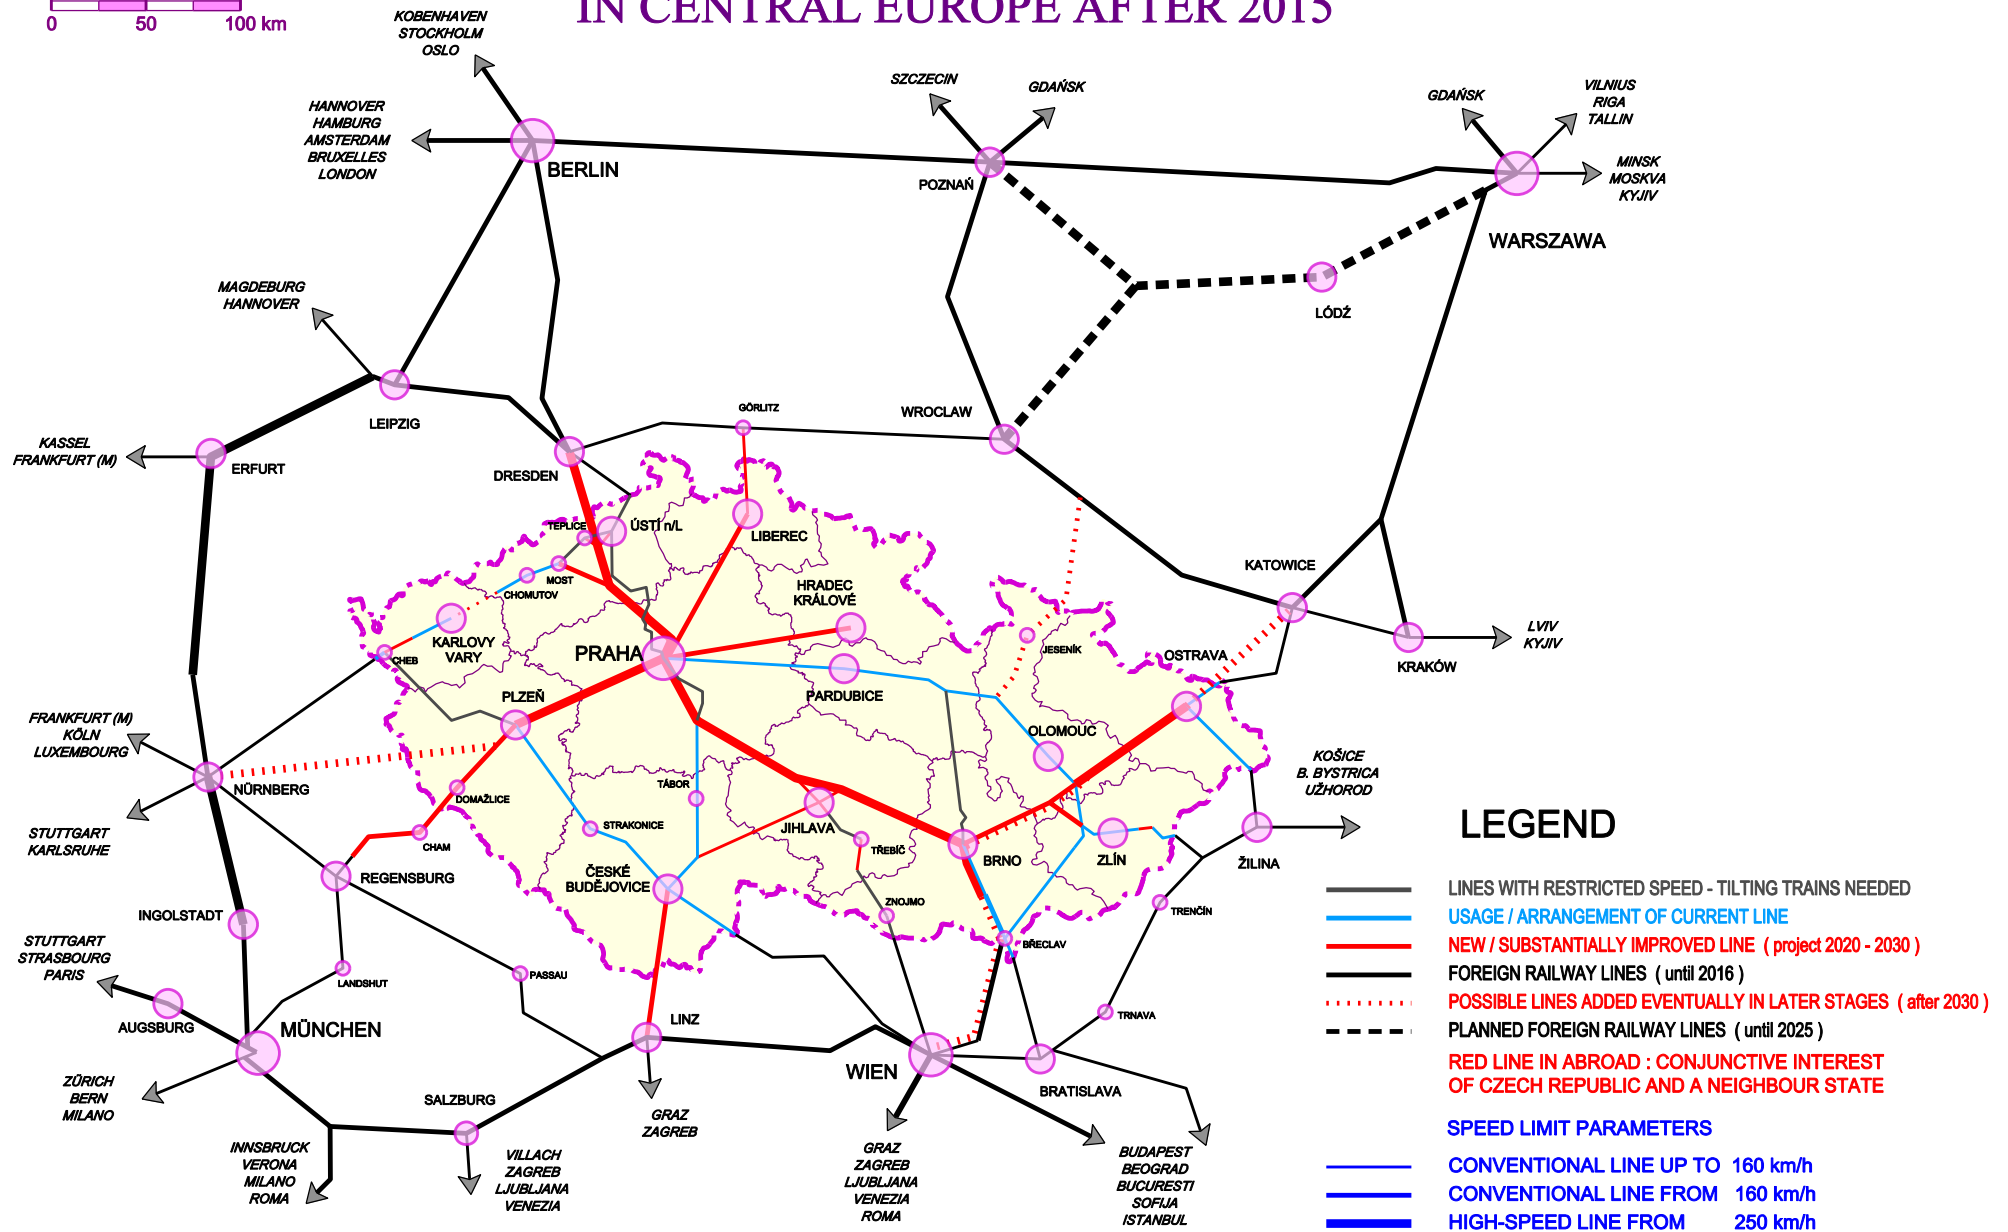 IN CENTRAL EUROPE AFTER 2015
0 50 100 km
KOBENHAVEN
STOCKHOLM
OSLO
HANNOVER
HAMBURG
AMSTERDAM
BRUXELLES
LONDON
BERLIN
SZCZECIN
GDAŃSK
POZNAŃ
GDAŃSK
VILNIUS
RIGA
TALLIN
MINSK
MOSKVA
KYJIV
WARSZAWA
LÓDŹ
MAGDEBURG
HANNOVER
LEIPZIG
KASSEL
FRANKFURT (M)
ERFURT
DRESDEN
GÖRLITZ
WROCLAW
TEPLICE
ÚSTÍ n/L
LIBEREC
MOST
CHOMUTOV
HRADEC
KRÁLOVÉ
KATOWICE
KARLOVY
VARY
CHEB
PRAHA
PARDUBICE
JESENÍK
OSTRAVA
KRAKÓW
LVIV
KYJIV
PLZEŇ
OLOMOUC
FRANKFURT (M)
KÖLN
LUXEMBOURG
NÜRNBERG
STUTTGART
KARLSRUHE
DOMAŽLICE
TÁBOR
STRAKONICE
JIHLAVA
TŘEBÍČ
BRNO
ZLÍN
KOŠICE
B. BYSTRICA
UŽHOROD
ŽILINA
CHAM
REGENSBURG
ČESKÉ
BUDĚJOVICE
ZNOJMO
TRENČÍN
INGOLSTADT
BŘECLAV
STUTTGART
STRASBOURG
PARIS
LANDSHUT
PASSAU
AUGSBURG
MÜNCHEN
LINZ
TRNAVA
WIEN
BRATISLAVA
ZÜRICH
BERN
MILANO
SALZBURG
GRAZ
ZAGREB
INNSBRUCK
VERONA
MILANO
ROMA
VILLACH
ZAGREB
LJUBLJANA
VENEZIA
GRAZ
ZAGREB
LJUBLJANA
VENEZIA
ROMA
BUDAPEST
BEOGRAD
BUCURESTI
SOFIJA
ISTANBUL
LEGEND
LINES WITH RESTRICTED SPEED - TILTING TRAINS NEEDED
USAGE / ARRANGEMENT OF CURRENT LINE
NEW / SUBSTANTIALLY IMPROVED LINE ( project 2020 - 2030 )
FOREIGN RAILWAY LINES ( until 2016 )
POSSIBLE LINES ADDED EVENTUALLY IN LATER STAGES ( after 2030 )
PLANNED FOREIGN RAILWAY LINES ( until 2025 )
RED LINE IN ABROAD : CONJUNCTIVE INTEREST
OF CZECH REPUBLIC AND A NEIGHBOUR STATE
SPEED LIMIT PARAMETERS
CONVENTIONAL LINE UP TO 160 km/h
CONVENTIONAL LINE FROM 160 km/h
HIGH-SPEED LINE FROM 250 km/h